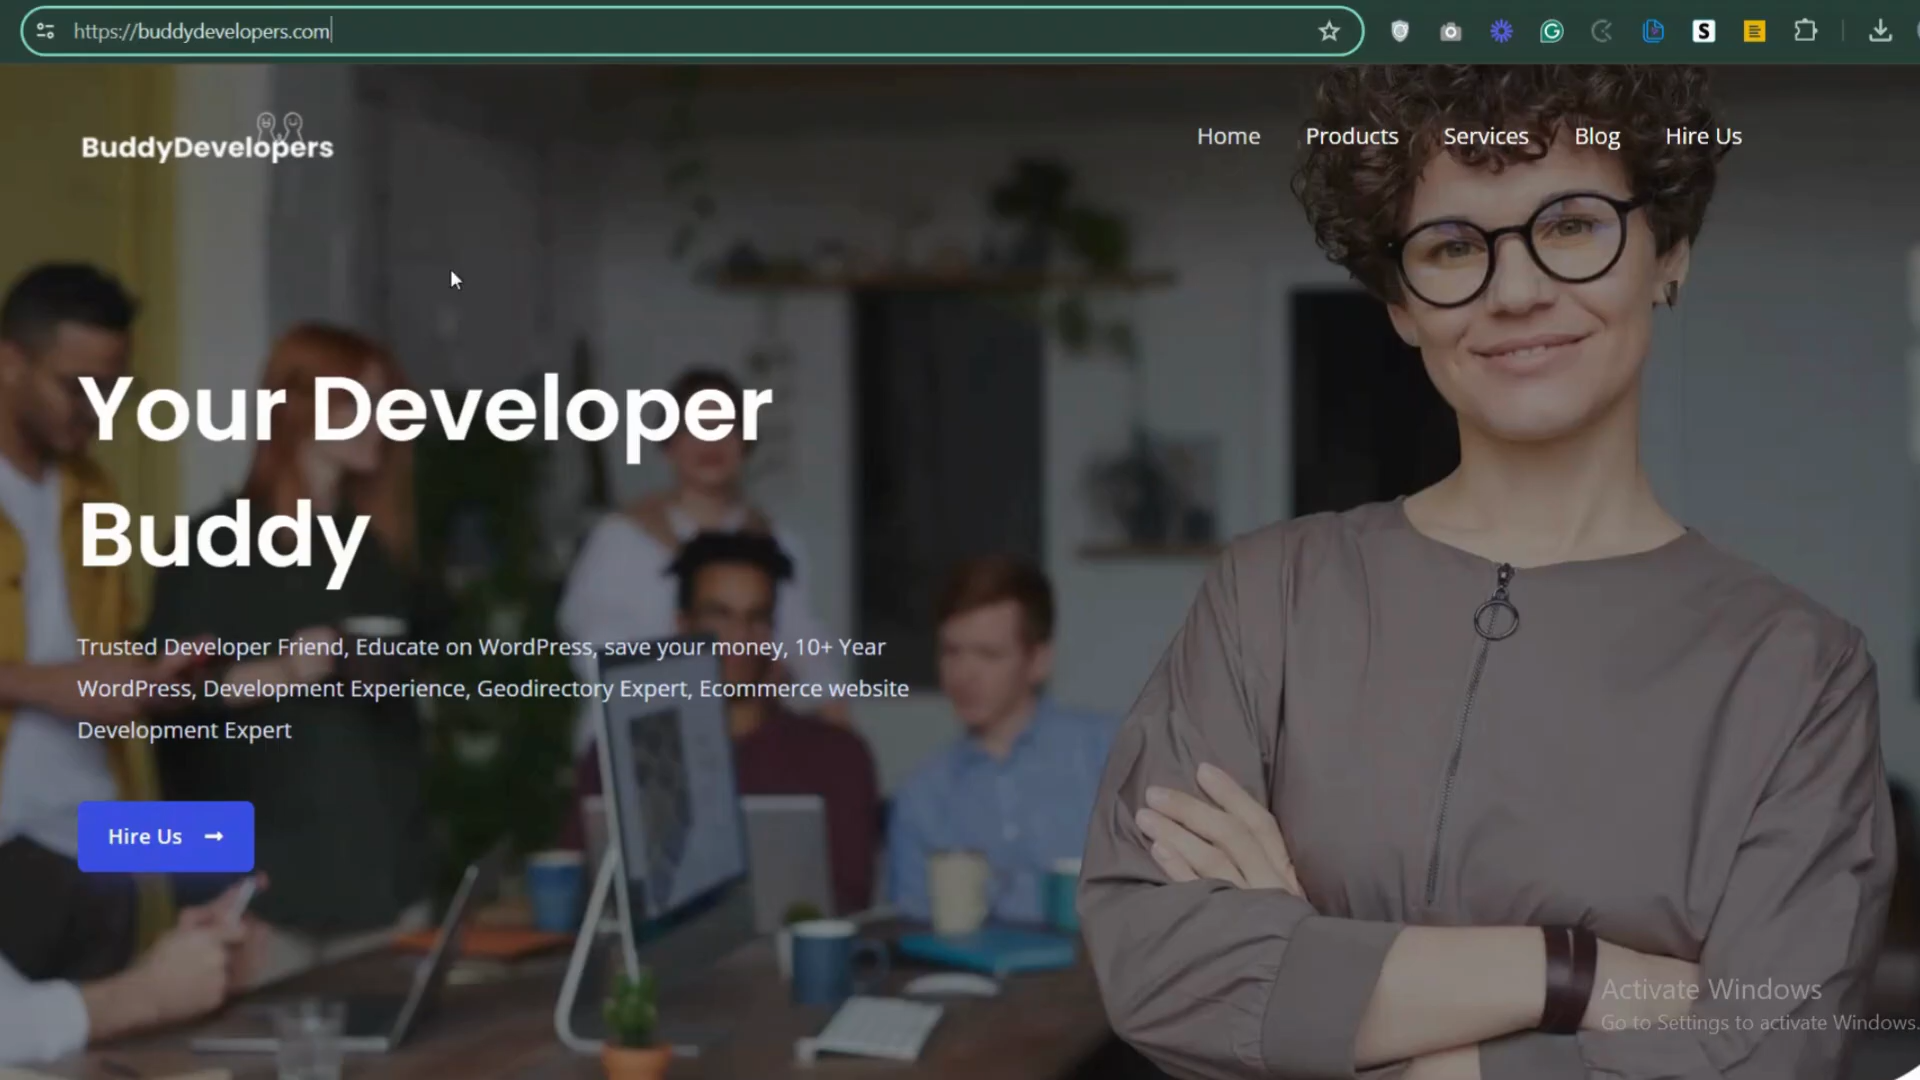 https://buddydevelopers.com
BuddyDevelopers
Home Products Services Blog Hire Us
Your Developer
Buddy
Trusted Developer Friend, Educate on WordPress, save your money, 10+ Year
WordPress, Development Experience, Geodirectory Expert, Ecommerce website
Development Expert
Hire Us →
Activate Windows
Go to Settings to activate Windows.